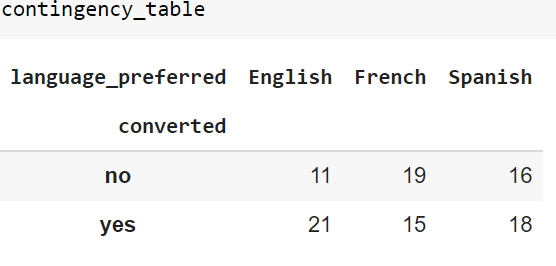 contingency_table
language_preferred English French Spanish
converted
no 11 19 16
yes 21 15 18